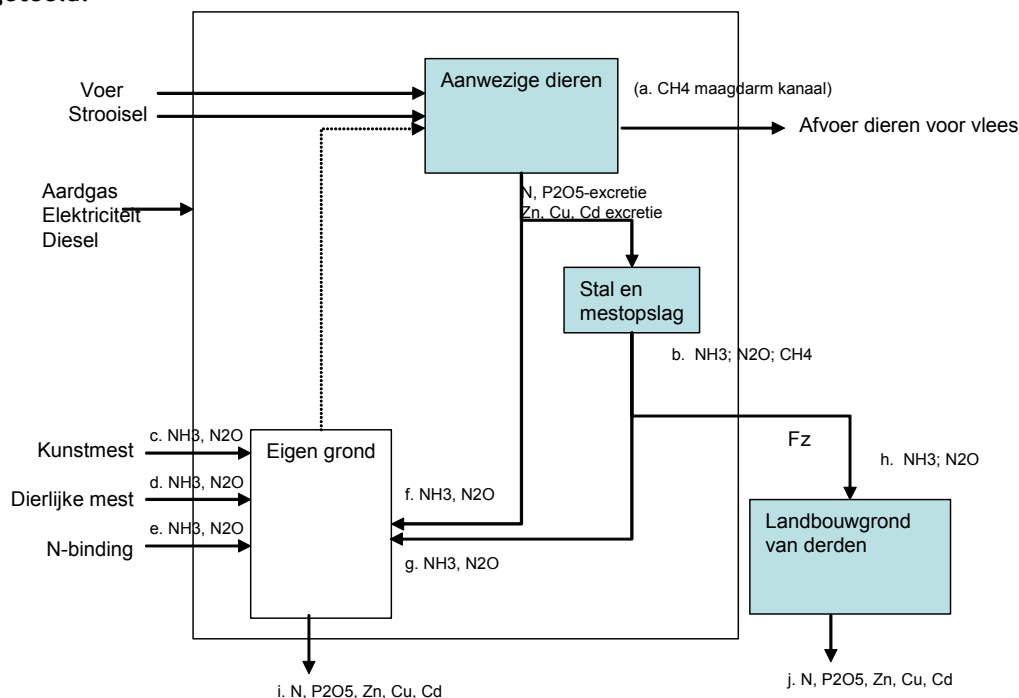 Aanwezige dieren
(a. CH4 maagdarm kanaal)
Voer
Strooisel
Afvoer dieren voor vlees
Aardgas
Elektriciteit
Diesel
N, P2O5-excretie
Zn, Cu, Cd excretie
Stal en
mestopslag
b. NH3; N2O; CH4
Kunstmest
c. NH3, N2O
Eigen grond
Fz
h. NH3; N2O
Dierlijke mest
d. NH3, N2O
f. NH3, N2O
N-binding
e. NH3, N2O
g. NH3, N2O
Landbouwgrond
van derden
i. N, P2O5, Zn, Cu, Cd
j. N, P2O5, Zn, Cu, Cd